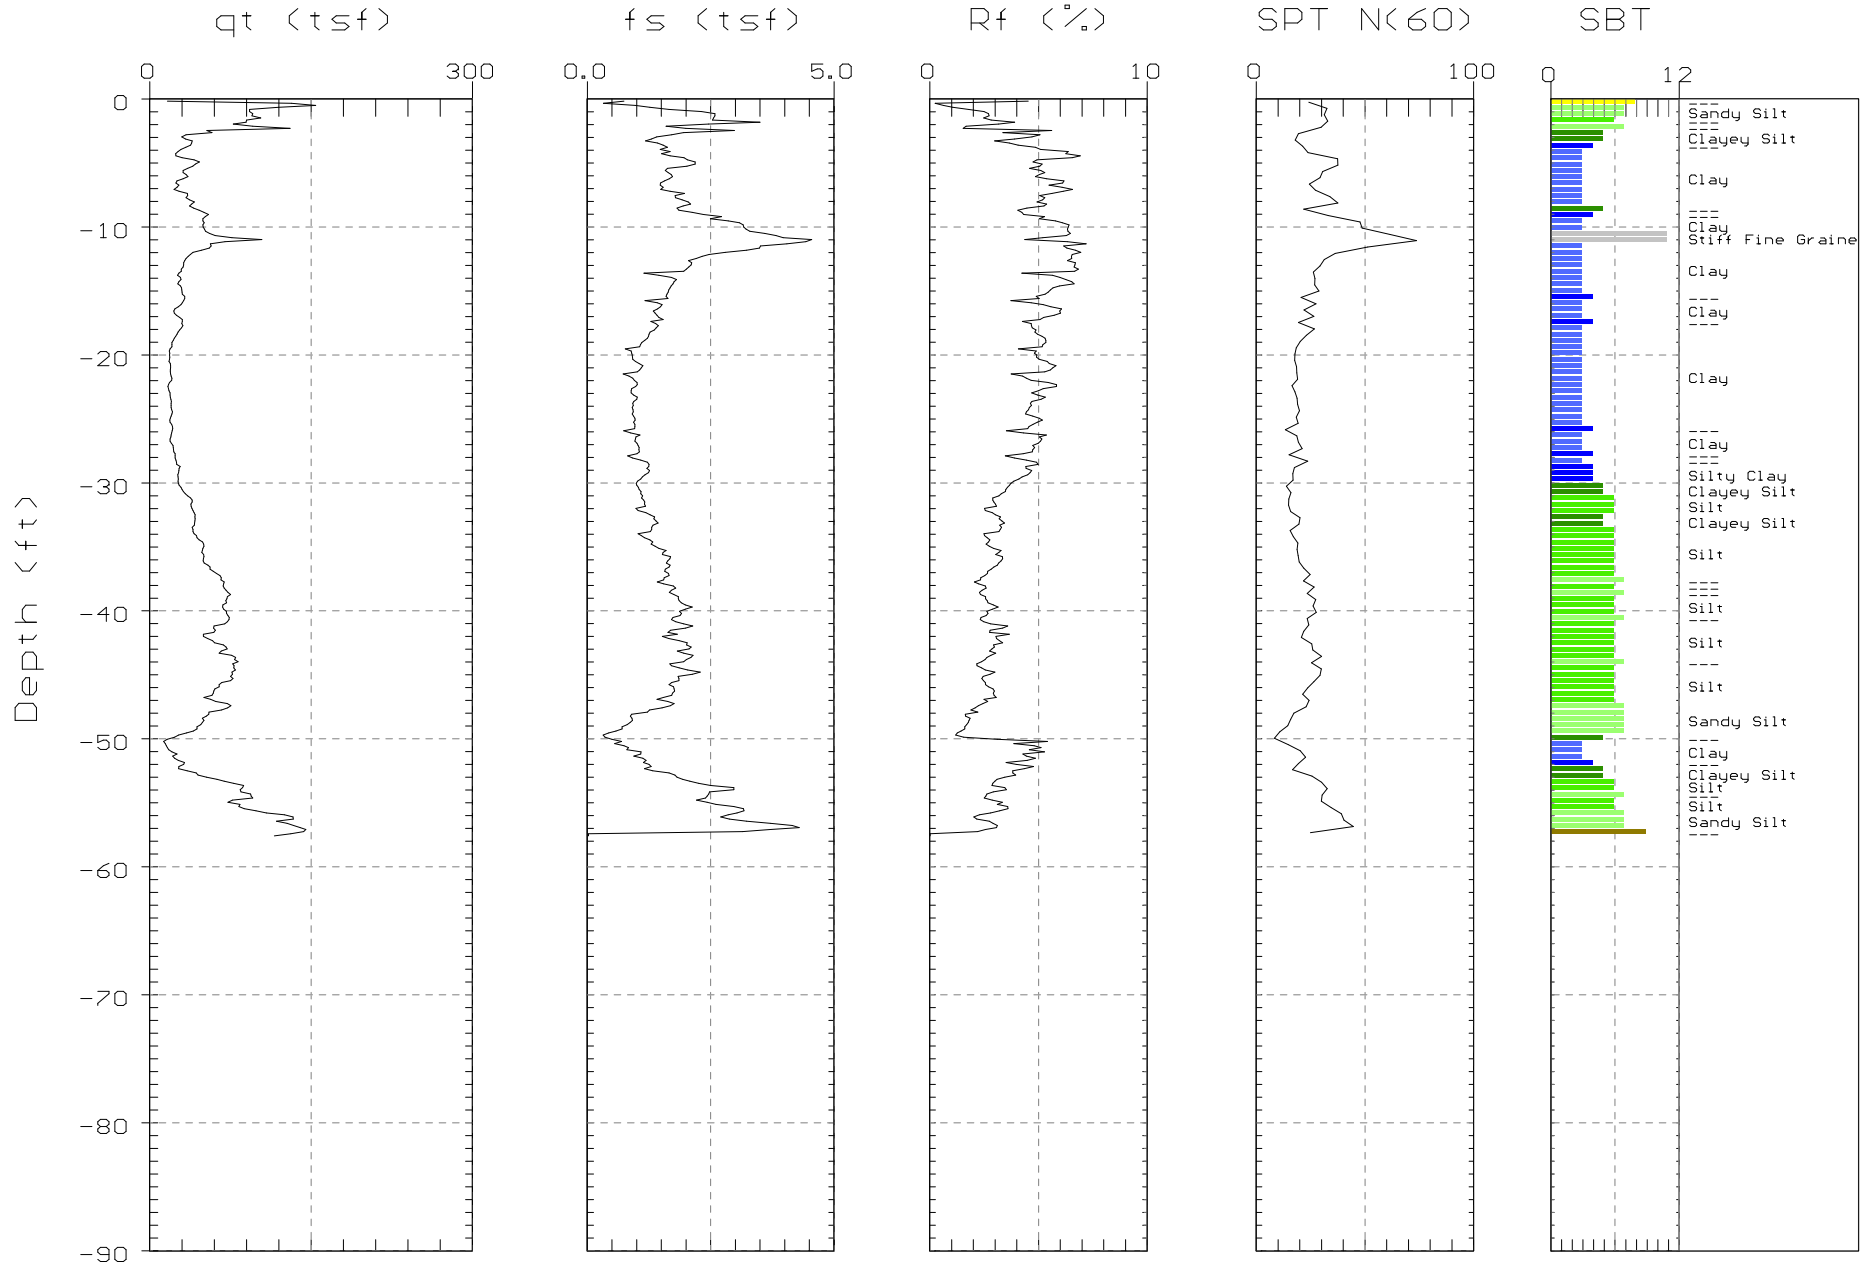 qt (tsf) fs (tsf) Rf (%) SPT N(60) SBT
0 300 0.0 5.0 0 10 0 100 0 12
Depth (ft)
0
-10
-20
-30
-40
-50
-60
-70
-80
-90
---
Sandy Silt
---
---
Clayey Silt
---
Clay
---
---
Clay
Stiff Fine Graine
Clay
---
Clay
---
Clay
---
Clay
---
---
Silty Clay
Clayey Silt
Silt
Clayey Silt
Silt
---
---
Silt
---
Silt
---
Silt
Sandy Silt
---
Clay
---
Clayey Silt
Silt
---
Silt
Sandy Silt
---